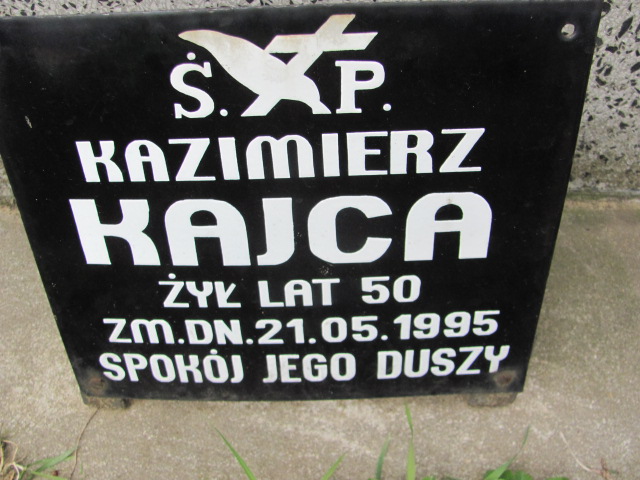 Ś. P.
KAZIMIERZ
KAJCA
ŻYŁ LAT 50
ZM.DN.21.05.1995
SPOKÓJ JEGO DUSZY